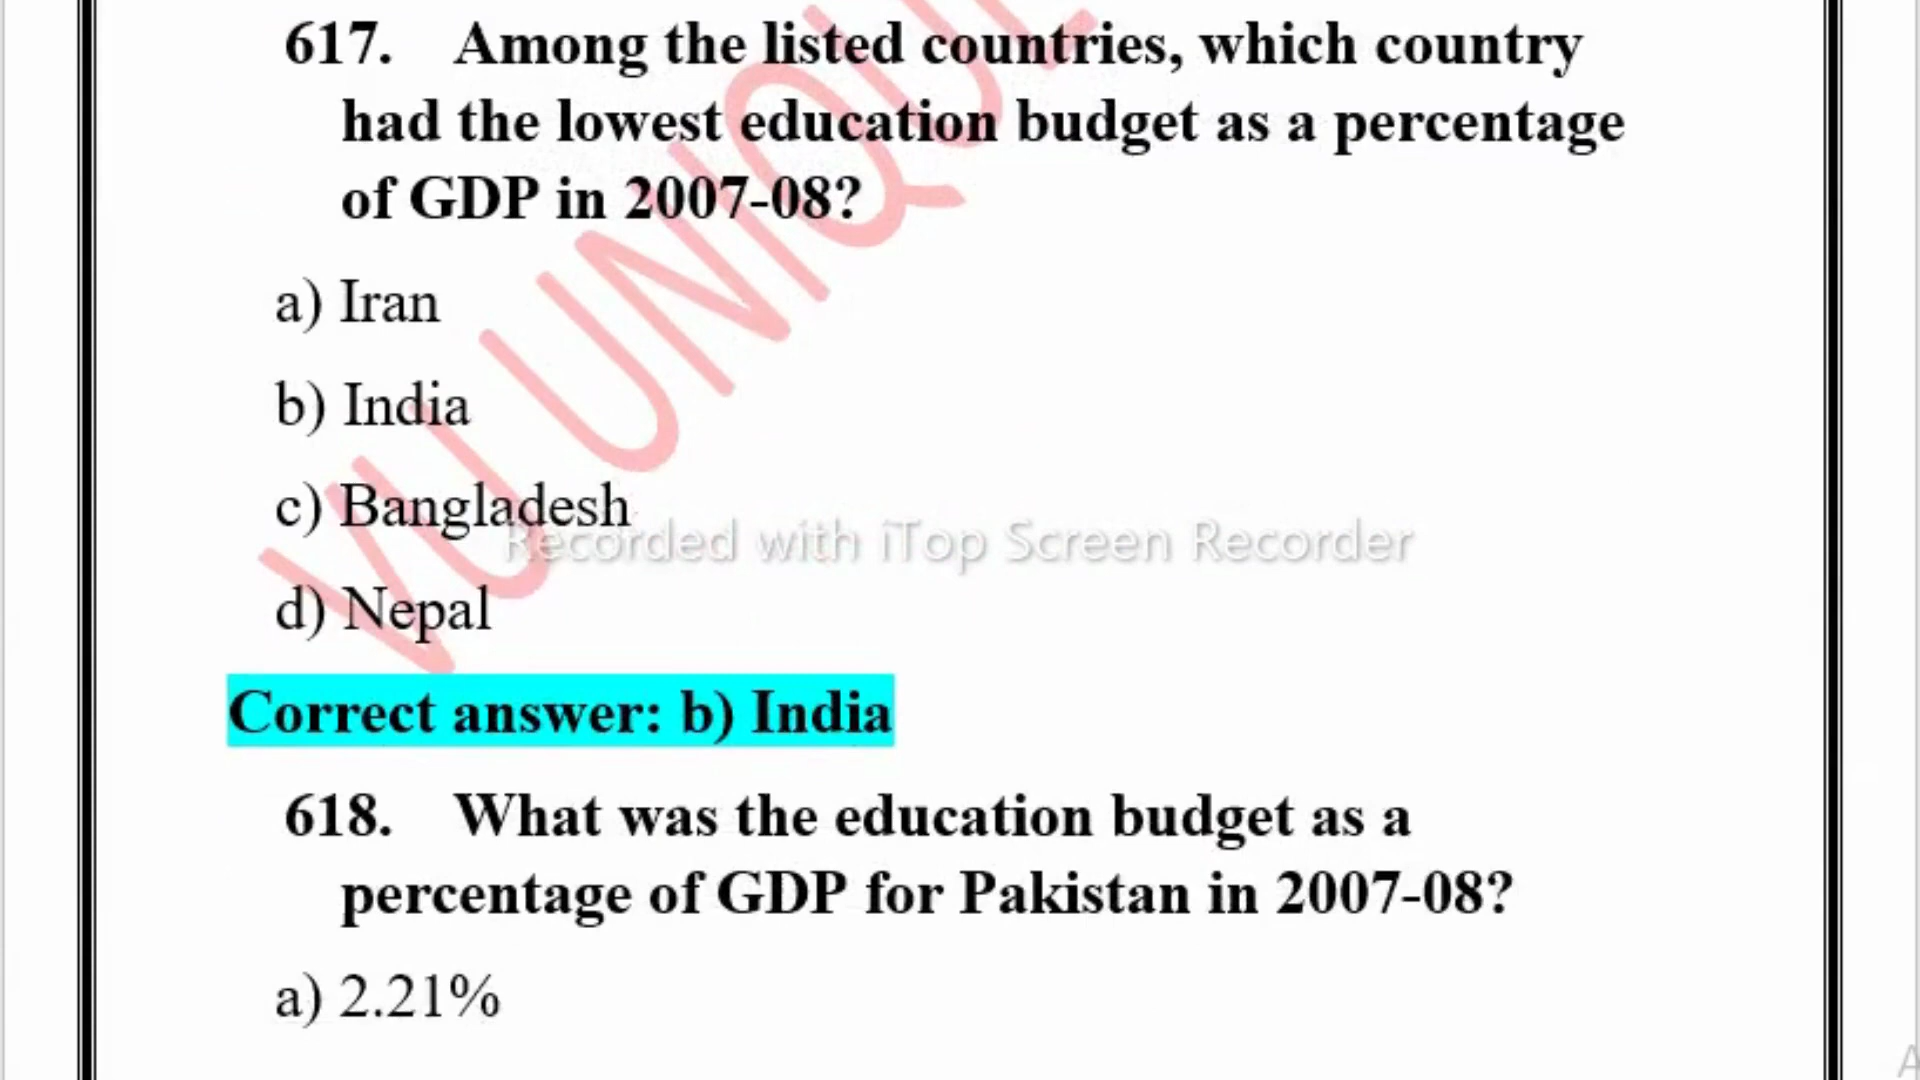 617. Among the listed countries, which country
had the lowest education budget as a percentage
of GDP in 2007-08?
a) Iran
b) India
c) Bangladesh
Recorded with iTop Screen Recorder
d) Nepal
VU UNIQUE
Correct answer: b) India
618. What was the education budget as a
percentage of GDP for Pakistan in 2007-08?
a) 2.21%